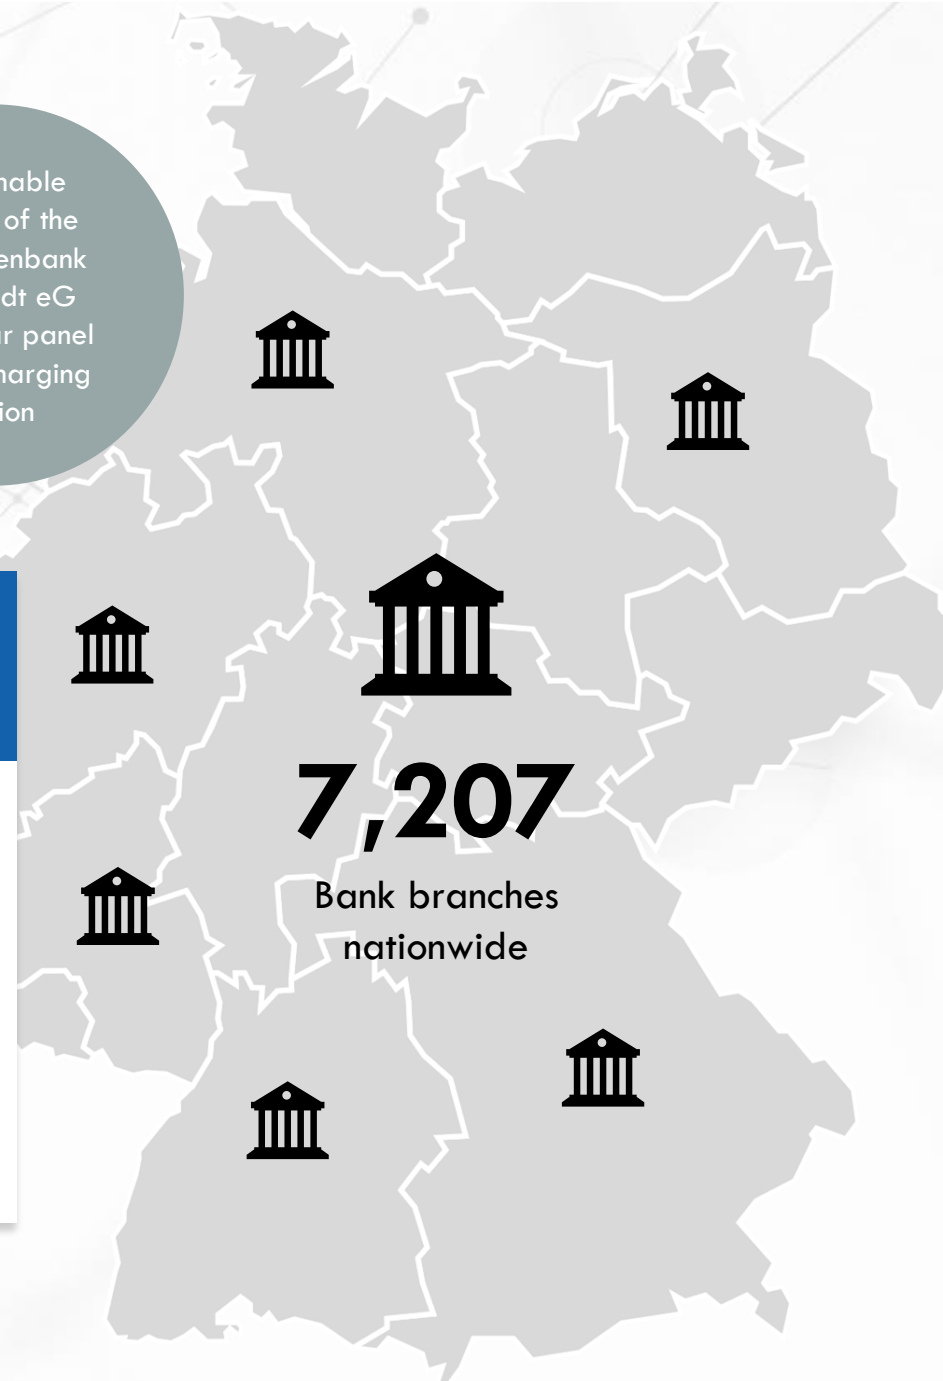 nable
of the
enbank
dt eG
r panel
harging
ion
7,207
Bank branches
nationwide